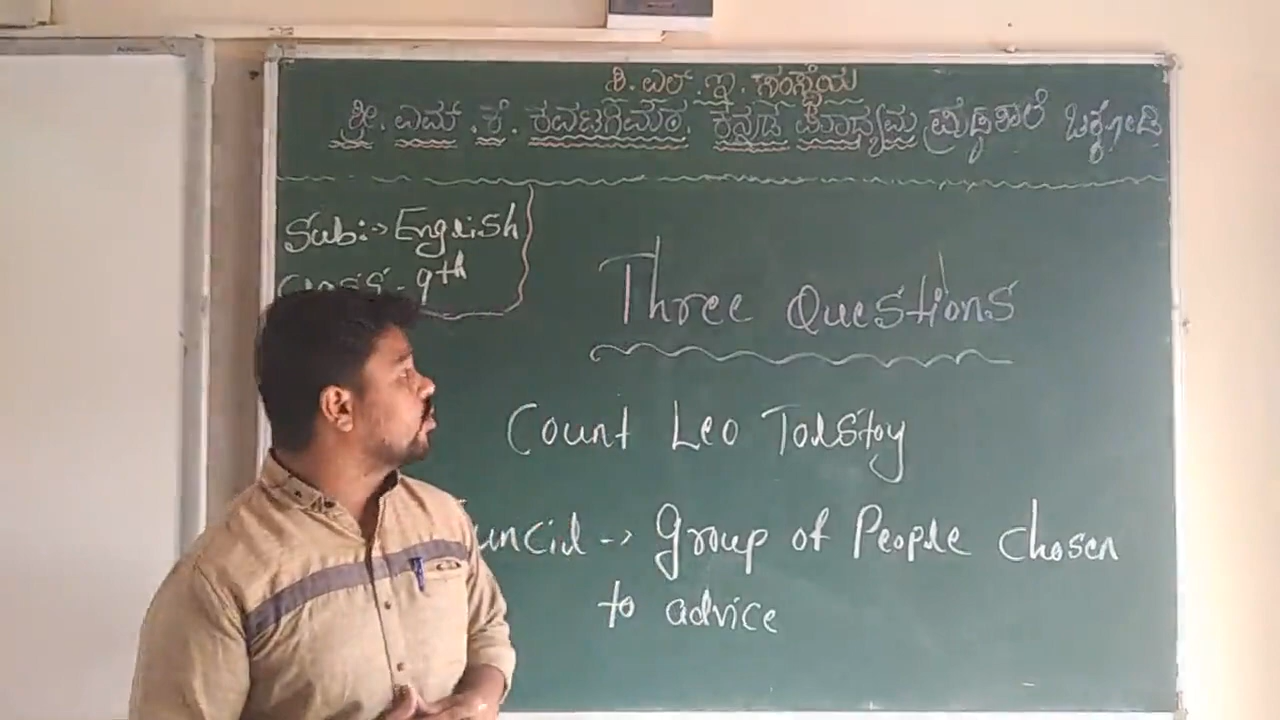 ಕೆ. ಎಲ್. ಇ. ಸಂಸ್ಥೆಯ
ಶ್ರೀ. ಎಮ್. ಕೆ. ಕವಟಗಿಮಠ. ಕನ್ನಡ ಮಾಧ್ಯಮ ಪ್ರೌಢಶಾಲೆ
Sub:- English
Class - 9th
Three Questions
Count Leo Tolstoy
uncil -> group of People chosen
to advice